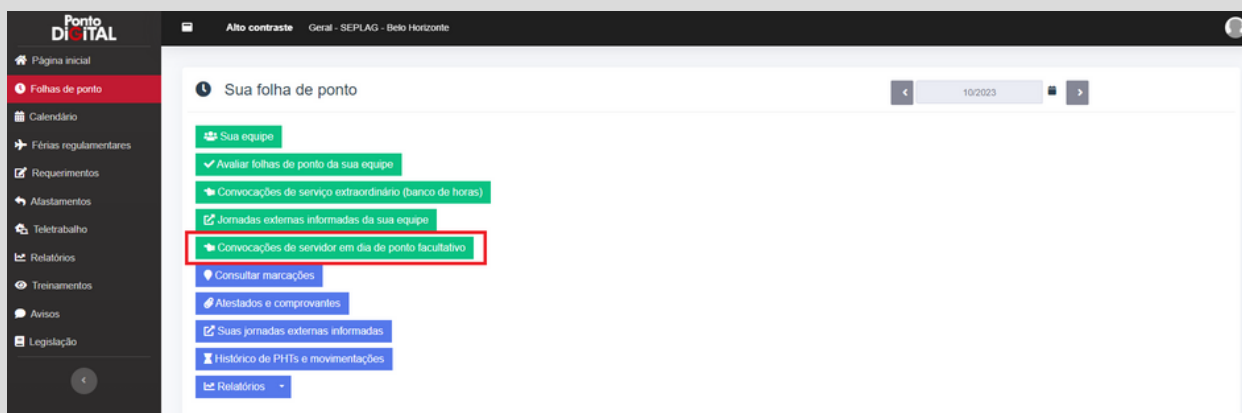 Ponto
DiGiTAL
Alto contraste Geral - SEPLAG - Belo Horizonte
Página inicial
Folhas de ponto
Calendário
Férias regulamentares
Requerimentos
Afastamentos
Teletrabalho
Relatórios
Treinamentos
Avisos
Legislação
Sua folha de ponto
10/2023
Sua equipe
Avaliar folhas de ponto da sua equipe
Convocações de serviço extraordinário (banco de horas)
Jornadas externas informadas da sua equipe
Convocações de servidor em dia de ponto facultativo
Consultar marcações
Atestados e comprovantes
Suas jornadas externas informadas
Histórico de PHTs e movimentações
Relatórios